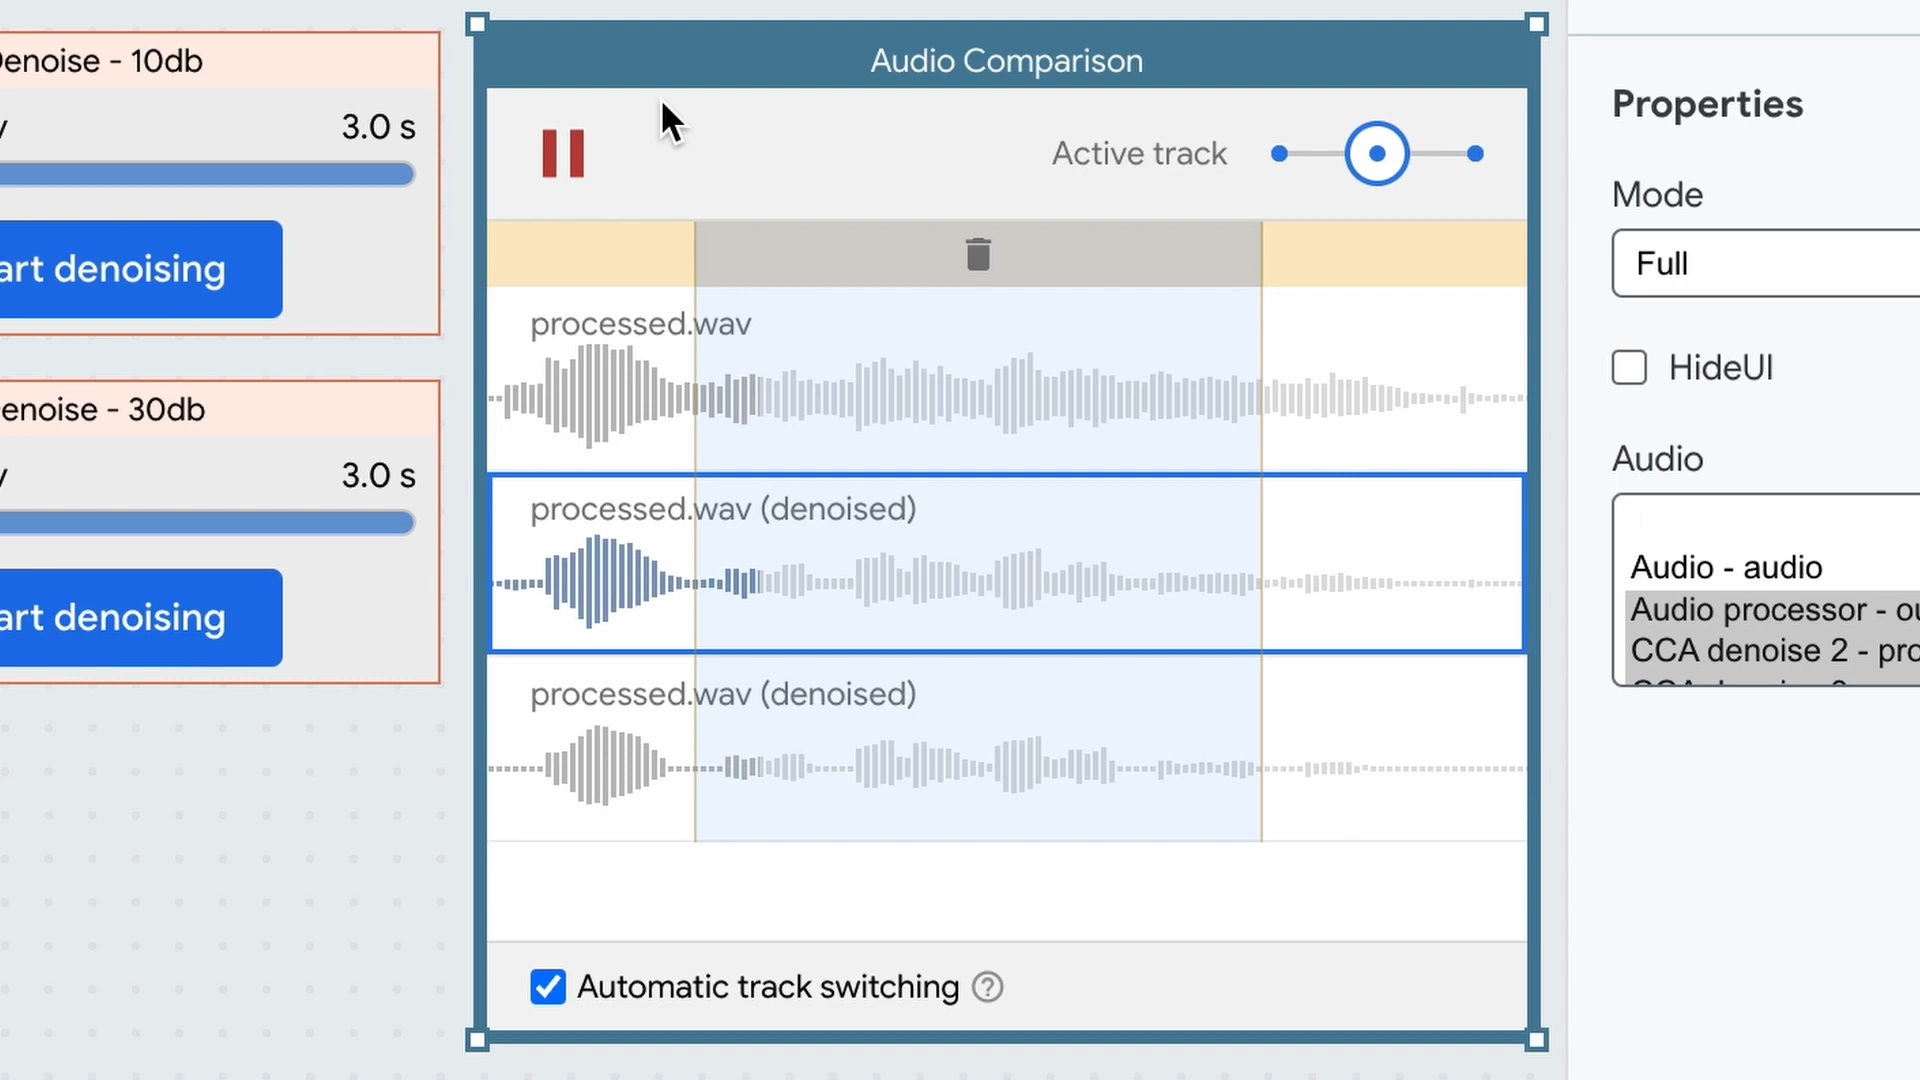 enoise - 10db
3.0 s
art denoising
enoise - 30db
3.0 s
art denoising
Audio Comparison
Active track
processed.wav
processed.wav (denoised)
processed.wav (denoised)
Automatic track switching
Properties
Mode
Full
HideUI
Audio
Audio - audio
Audio processor - ou
CCA denoise 2 - pro